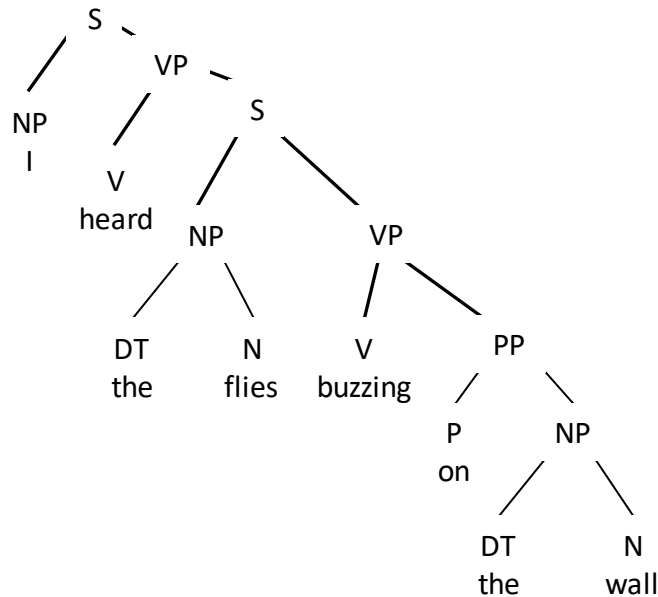 S
VP
S
NP
I
V
heard
NP
VP
DT
the
N
flies
V
buzzing
PP
P
on
NP
DT
the
N
wall